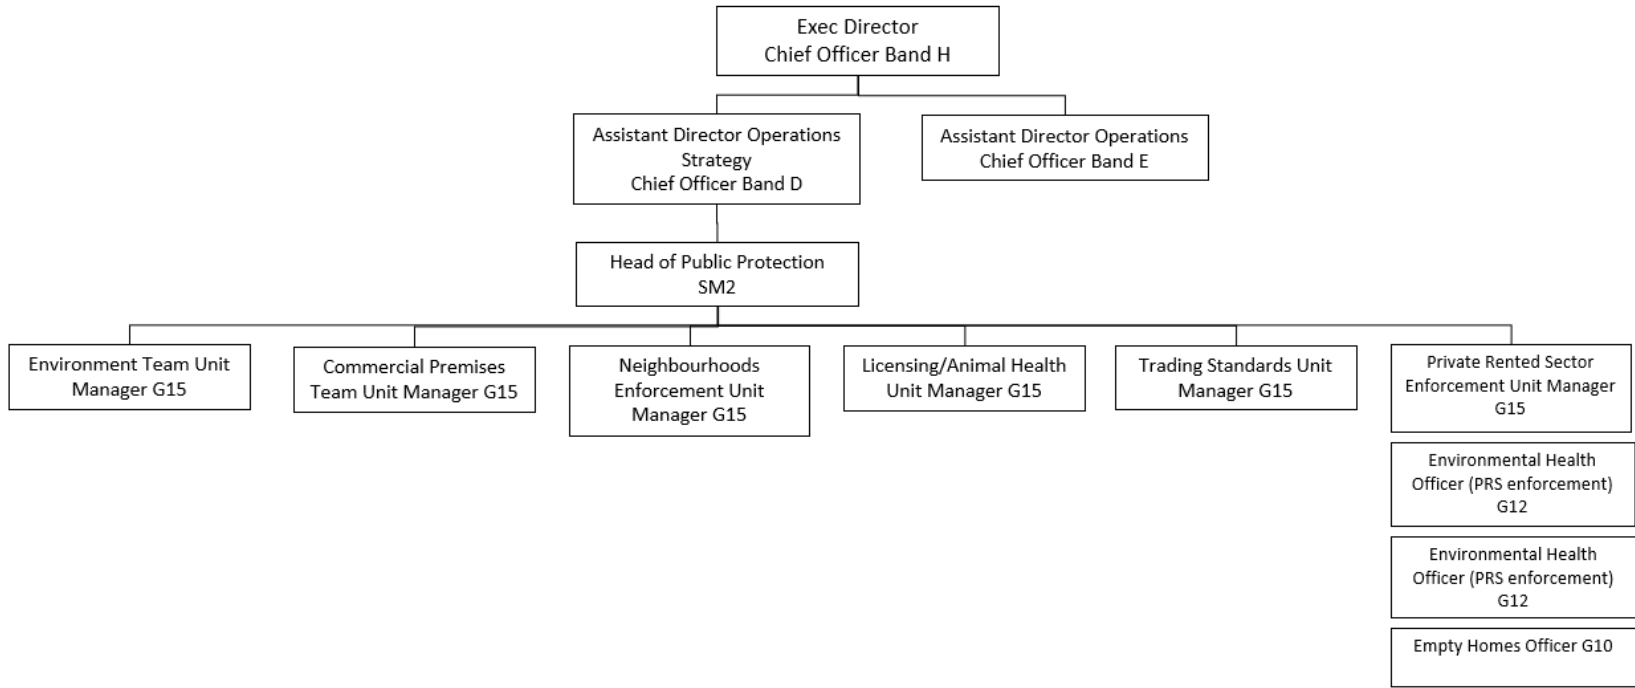 Exec Director
Chief Officer Band H
Assistant Director Operations
Strategy
Chief Officer Band D
Assistant Director Operations
Chief Officer Band E
Head of Public Protection
SM2
Environment Team Unit
Manager G15
Commercial Premises
Team Unit Manager G15
Neighbourhoods
Enforcement Unit
Manager G15
Licensing/Animal Health
Unit Manager G15
Trading Standards Unit
Manager G15
Private Rented Sector
Enforcement Unit Manager
G15
Environmental Health
Officer (PRS enforcement)
G12
Environmental Health
Officer (PRS enforcement)
G12
Empty Homes Officer G10